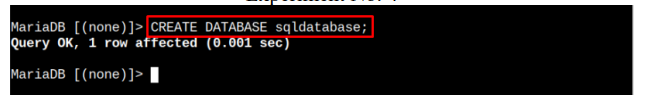 MariaDB [(none)]> CREATE DATABASE sqldatabase;
Query OK, 1 row affected (0.001 sec)
MariaDB [(none)]>